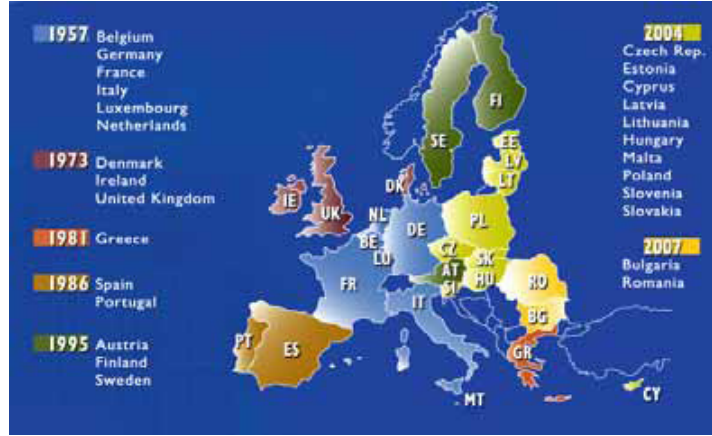 1957 Belgium
Germany
France
Italy
Luxembourg
Netherlands
1973 Denmark
Ireland
United Kingdom
1981 Greece
1986 Spain
Portugal
1995 Austria
Finland
Sweden
FI
SE
EE
LV
LT
DK
IE
UK
NL
DE
PL
BE
LU
CZ
SK
AT
HU
SI
FR
RO
IT
BG
PT
ES
GR
MT
CY
2004
Czech Rep.
Estonia
Cyprus
Latvia
Lithuania
Hungary
Malta
Poland
Slovenia
Slovakia
2007
Bulgaria
Romania